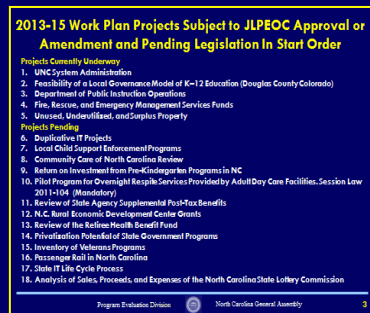 2013-15 Work Plan Projects Subject to JLPEOC Approval or
Amendment and Pending Legislation In Start Order
Projects Currently Underway
1. UNC System Administration
2. Feasibility of a Local Governance Model of K-12 Education (Douglas County Colorado)
3. Department of Public Instruction Operations
4. Fire, Rescue, and Emergency Management Services Funds
5. Unused, Underutilized, and Surplus Property
Projects Pending
6. Duplicative IT Projects
7. Local Child Support Enforcement Programs
8. Community Care of North Carolina Review
9. Return on Investment from Pre-Kindergarten Programs in NC
10. Pilot Program for Overnight Respite Services Provided by Adult Day Care Facilities. Session Law
2011-104 (Mandatory)
11. Review of State Agency Supplemental Post-Tax Benefits
12. N.C. Rural Economic Development Center Grants
13. Review of the Retiree Health Benefit Fund
14. Privatization Potential of State Government Programs
15. Inventory of Veterans Programs
16. Passenger Rail in North Carolina
17. State IT Life Cycle Process
18. Analysis of Sales, Proceeds, and Expenses of the North Carolina State Lottery Commission
Program Evaluation Division North Carolina General Assembly 3